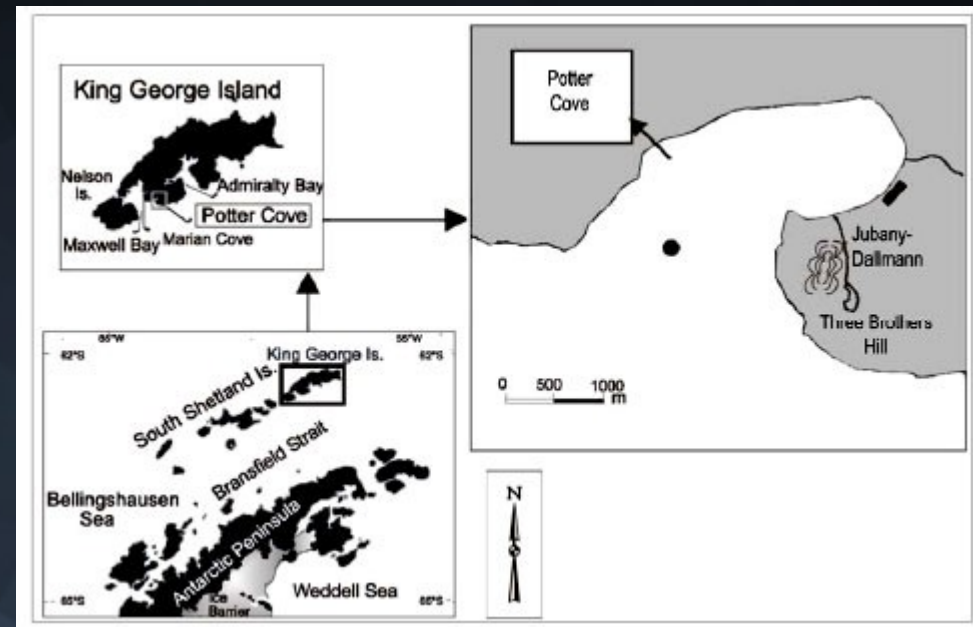 King George Island
Nelson
Is.
Admiralty Bay
Potter Cove
Maxwell Bay
Marian Cove
Potter
Cove
Jubany-
Dallmann
Three Brothers
Hill
0 500 1000
m
62°S
62°S
King George Is.
South Shetland Is.
Bransfield Strait
Bellingshausen
Sea
Antarctic Peninsula
Weddell Sea
Ice
Barrier
N